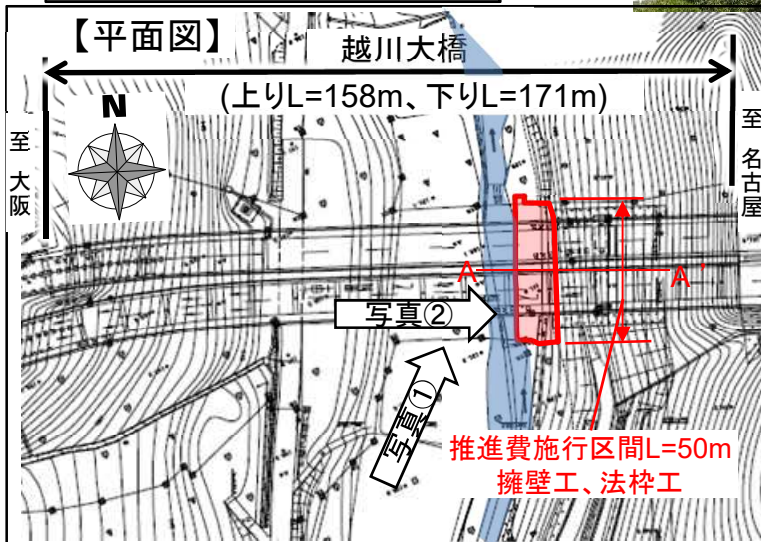 【平面図】
越川大橋
(上りL=158m、下りL=171m)
N
至 大阪
至 名古屋
A
A’
写真②
写真①
推進費施行区間L=50m
擁壁工、法枠工